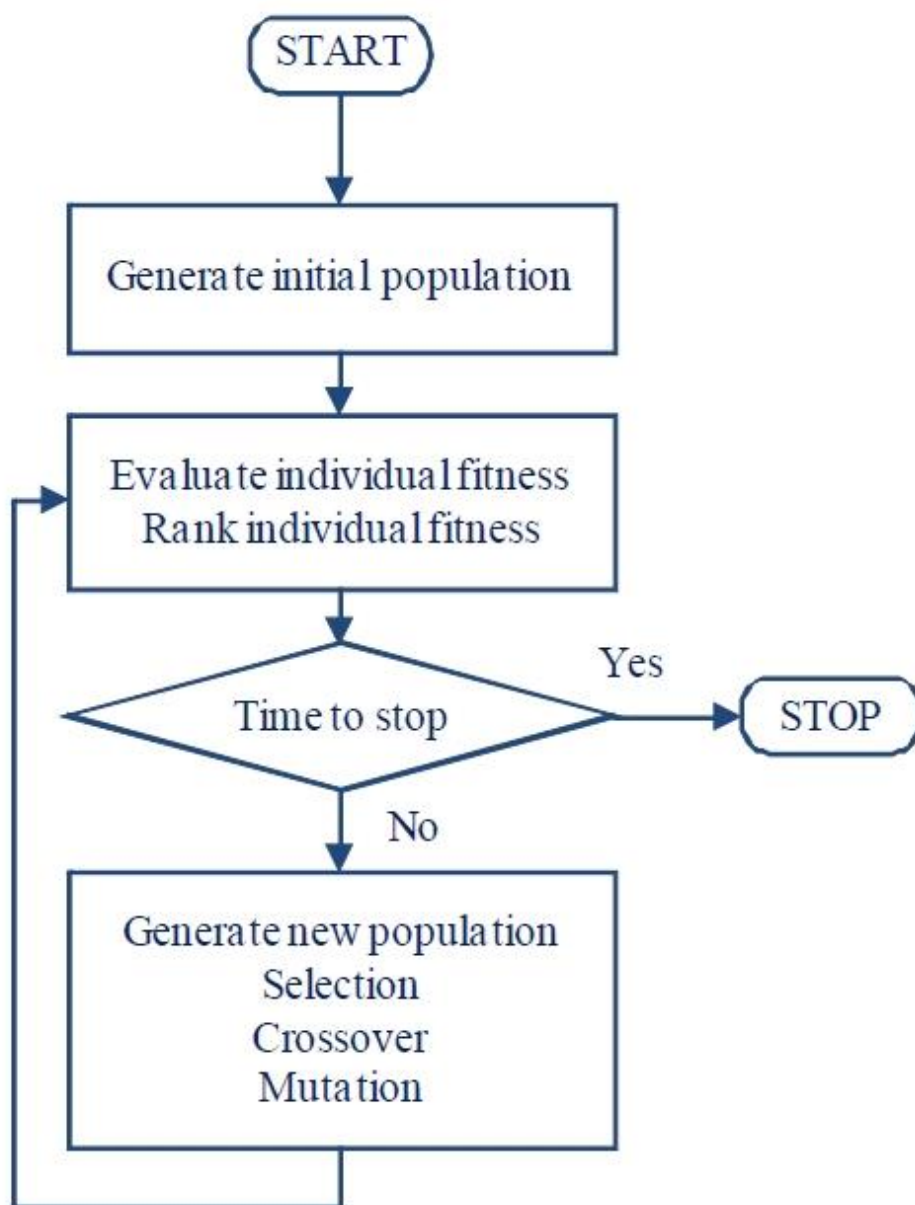 START
Generate initial population
Evaluate individual fitness
Rank individual fitness
Yes
Time to stop
STOP
No
Generate new population
Selection
Crossover
Mutation